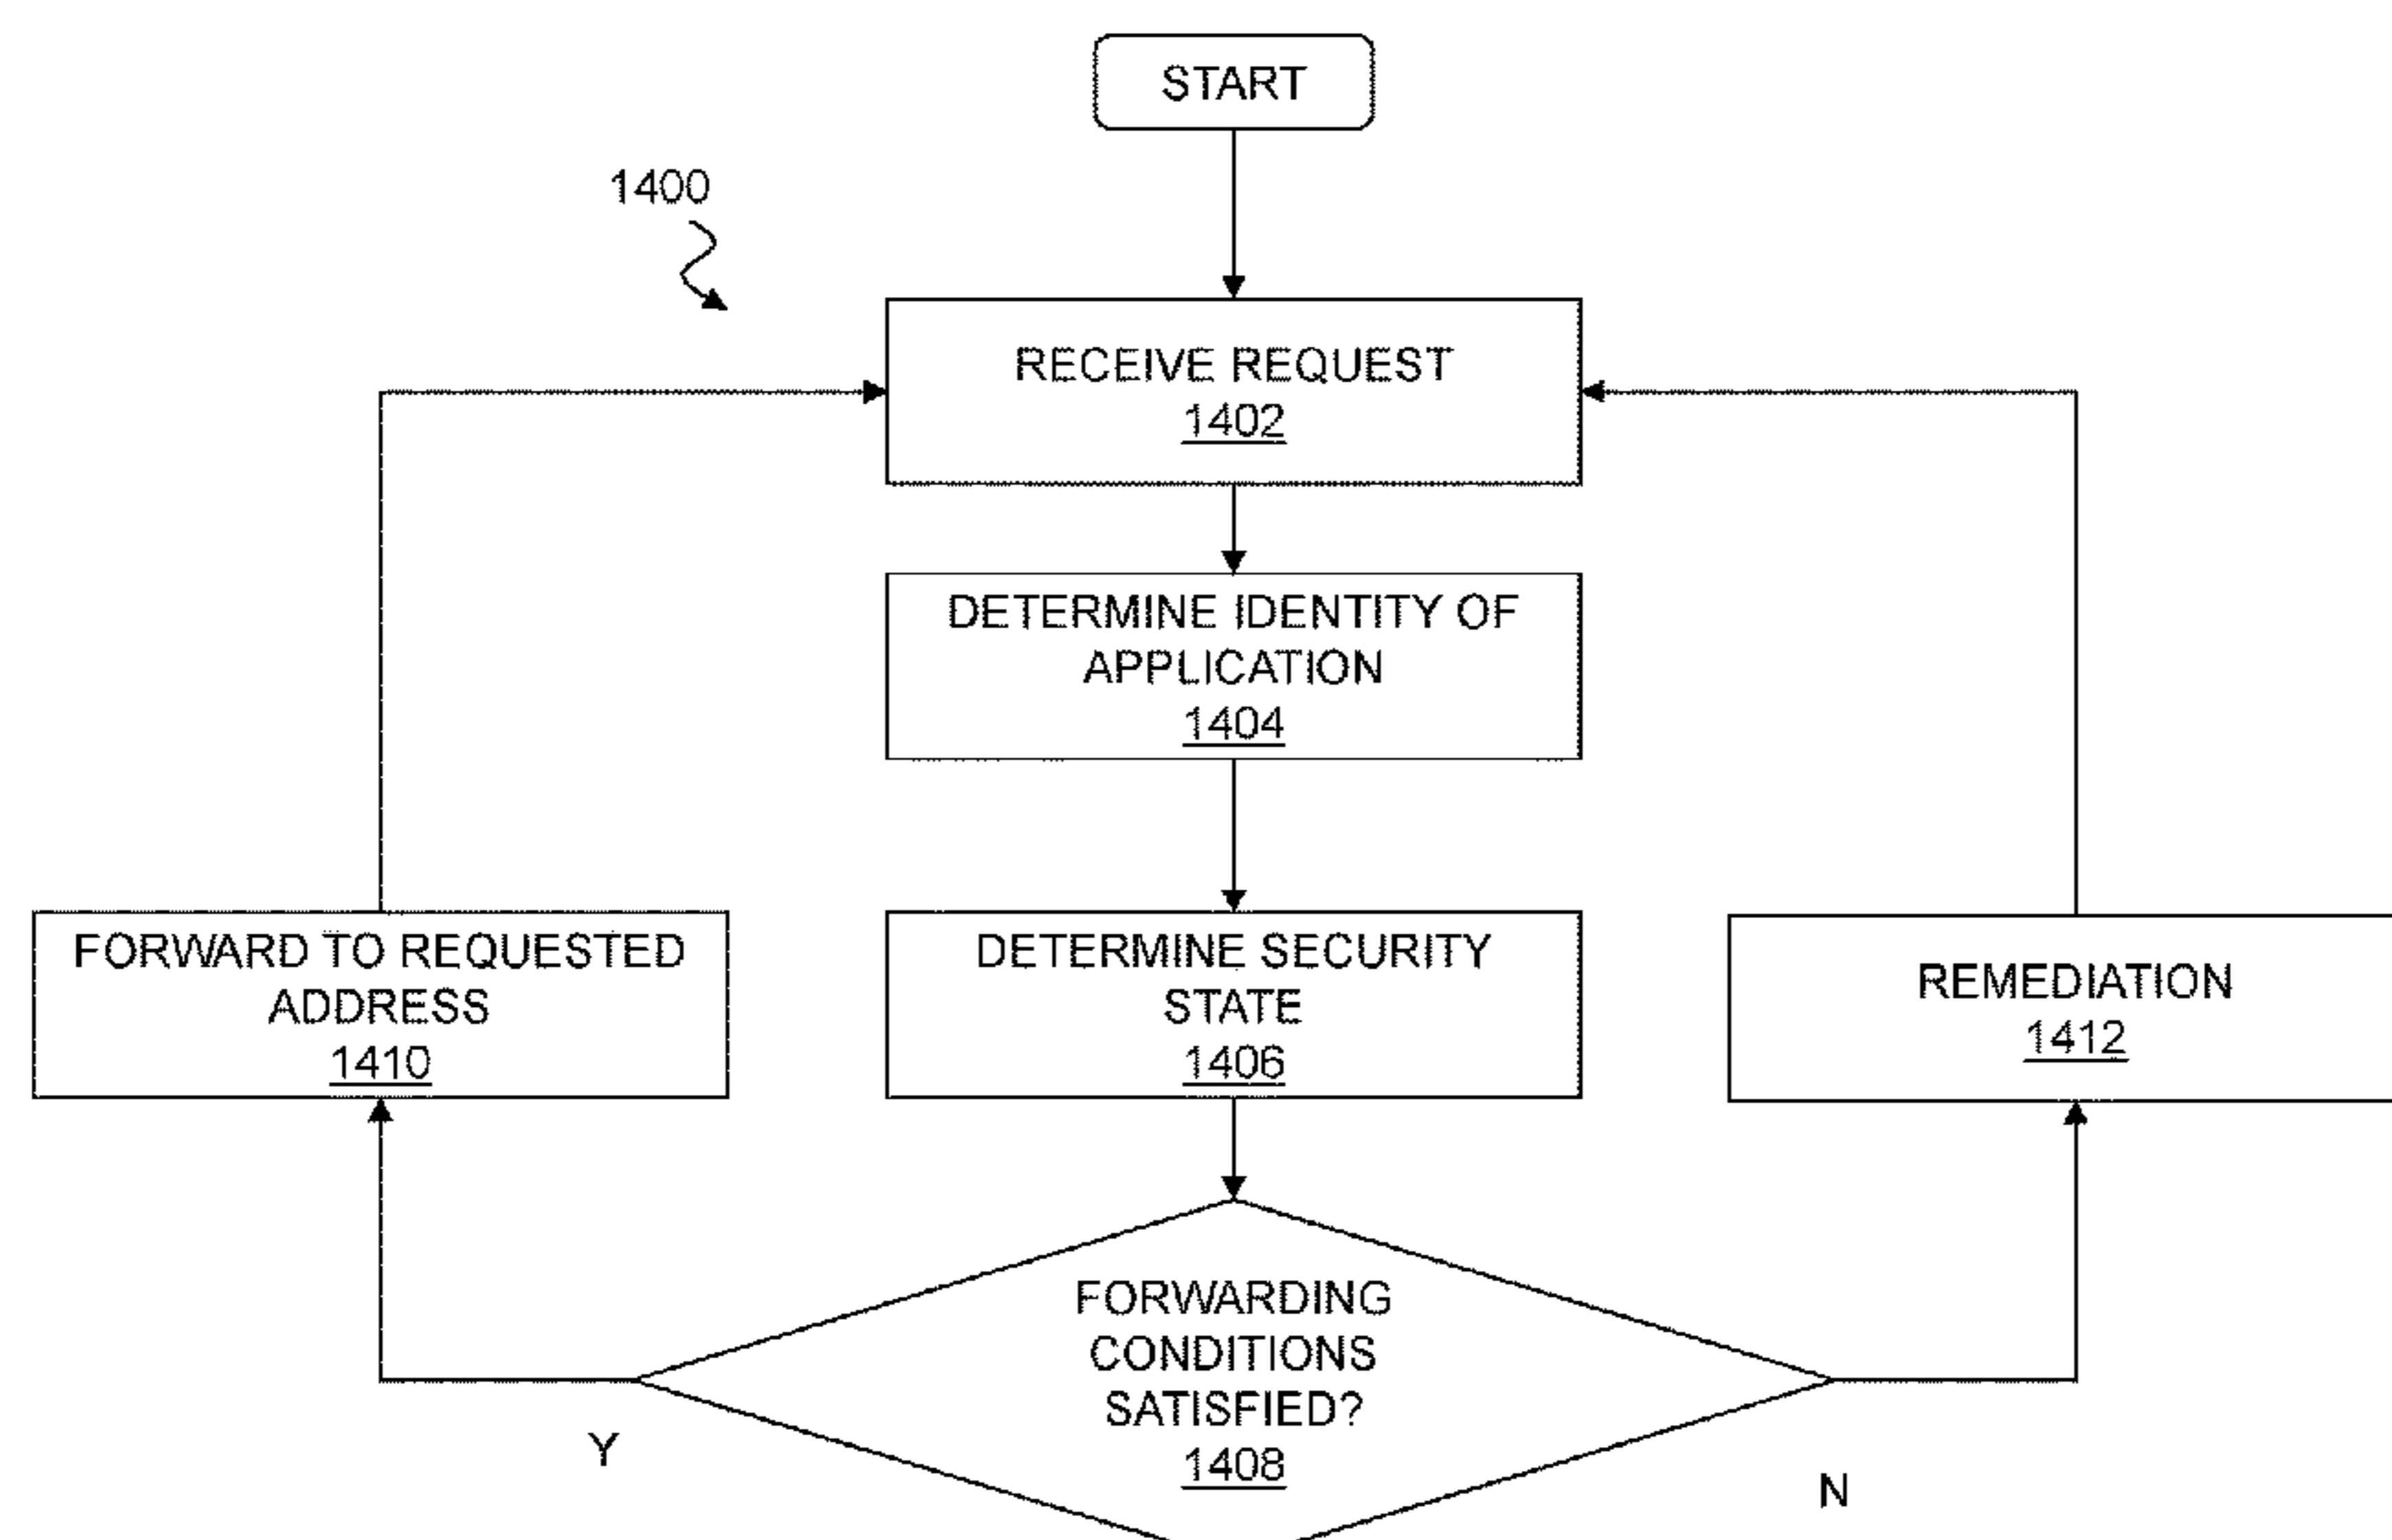 START
1400
RECEIVE REQUEST
1402
DETERMINE IDENTITY OF
APPLICATION
1404
FORWARD TO REQUESTED
ADDRESS
1410
DETERMINE SECURITY
STATE
1406
REMEDIATION
1412
FORWARDING
CONDITIONS
SATISFIED?
1408
Y
N